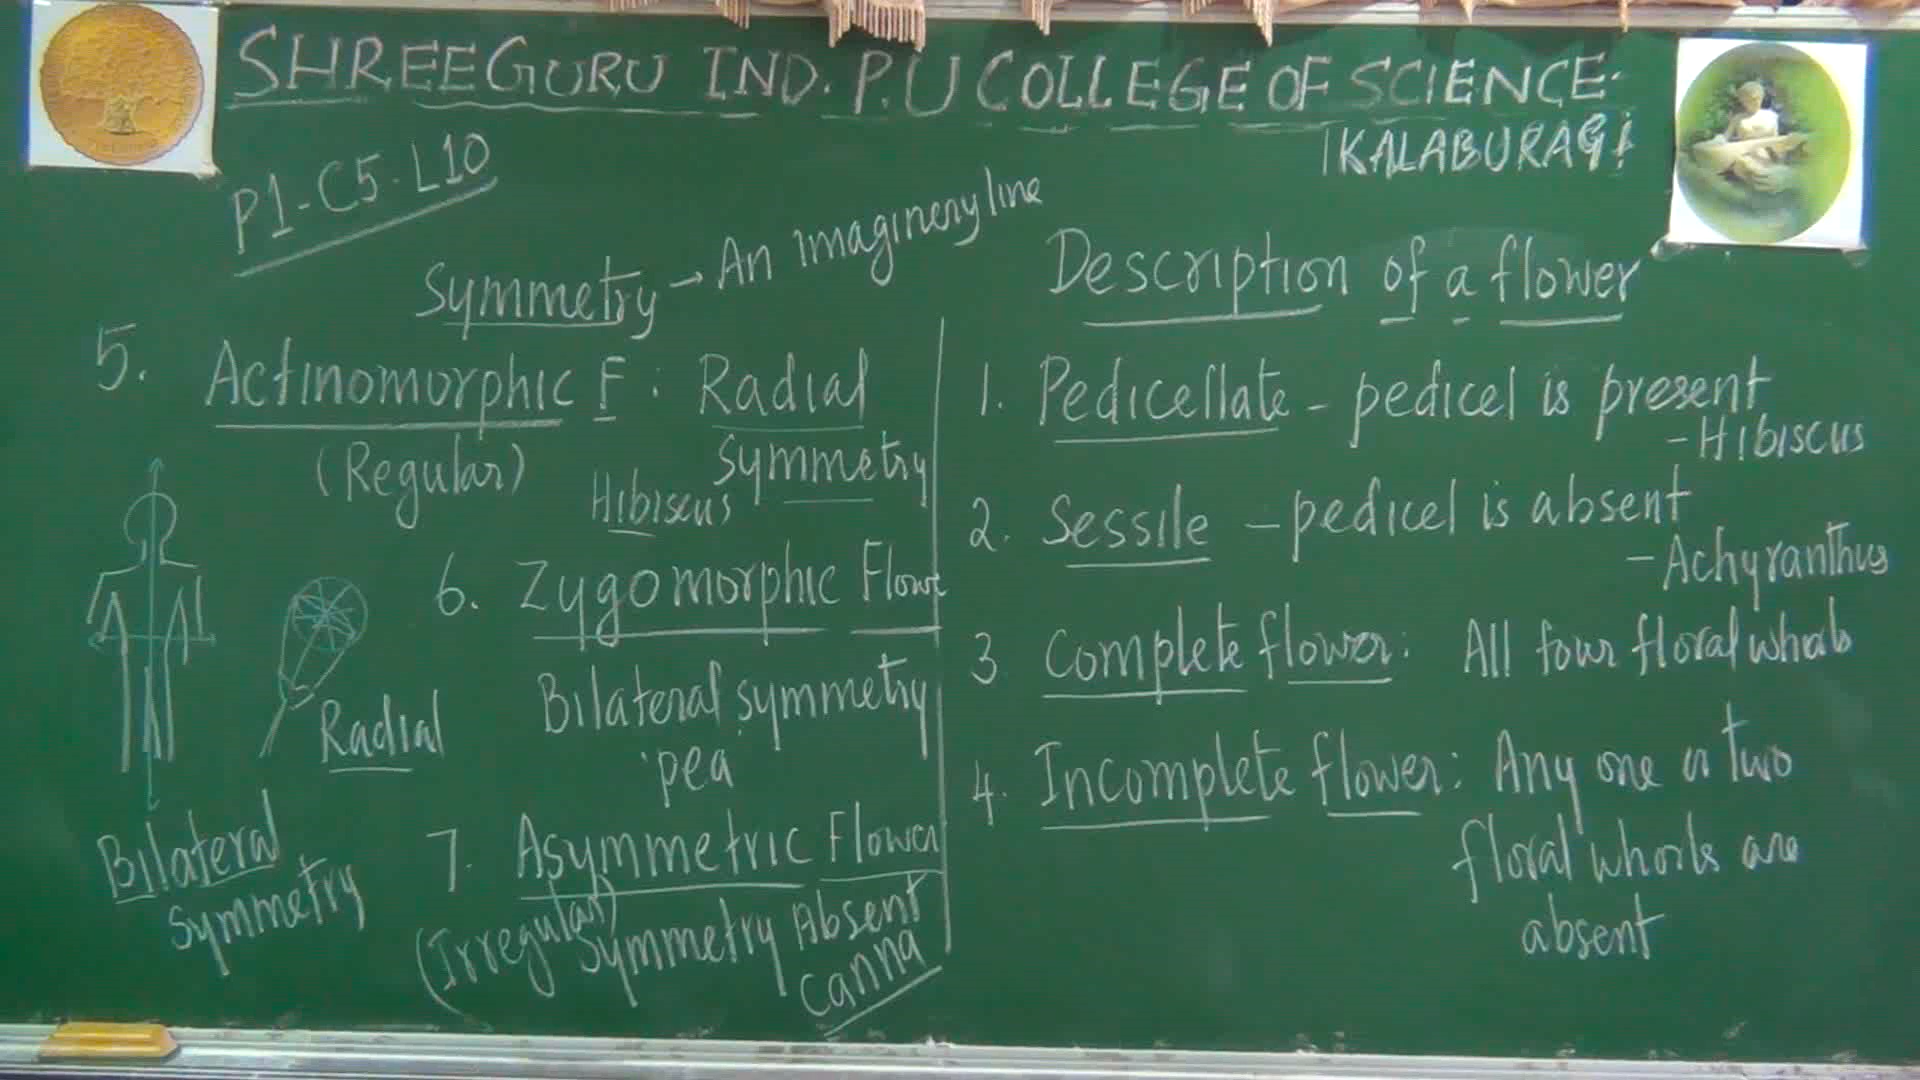 SHREEGURU IND. P.U COLLEGE OF SCIENCE.
KALABURAGI
P1-C5-L10
Symmetry → An imaginery line
5. Actinomorphic F : Radial
symmetry
(Regular)
Hibiscus
6. Zygomorphic Flowe
Bilateral symmetry
'pea'
7. Asymmetric Flower
(Irregular)
Symmetry Absent
Canna
Radial
Bilateral
Symmetry
Description of a flower
1. Pedicellate - pedicel is present
- Hibiscus
2. Sessile - pedicel is absent
- Achyranthus
3 Complete flower: All four floral whorls
4. Incomplete flower: Any one or two
floral whorls are
absent